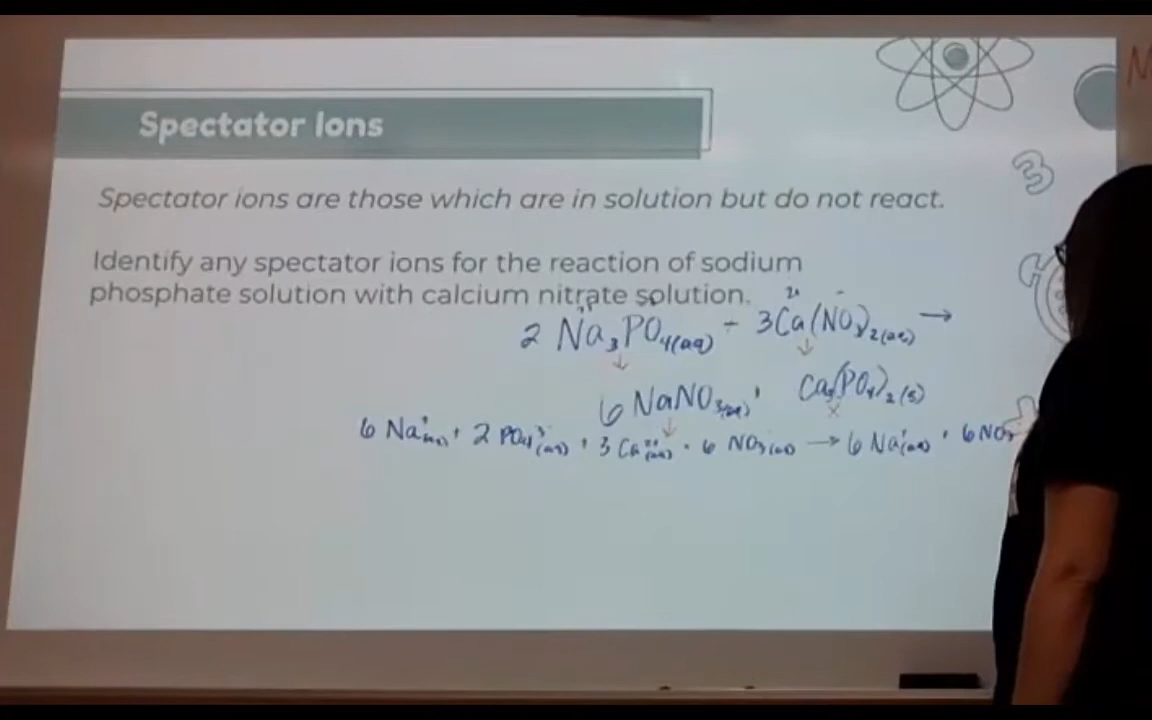 Spectator Ions
Spectator ions are those which are in solution but do not react.
Identify any spectator ions for the reaction of sodium
phosphate solution with calcium nitrate solution.
2 Na₃PO₄(aq) + 3Ca(NO₃)₂(aq) →
6 NaNO₃(aq) + Ca₃(PO₄)₂(s)
6 Na⁺(aq) + 2 PO₄³⁻(aq) + 3 Ca²⁺(aq) + 6 NO₃(aq) → 6 Na⁺(aq) + 6 NO₃